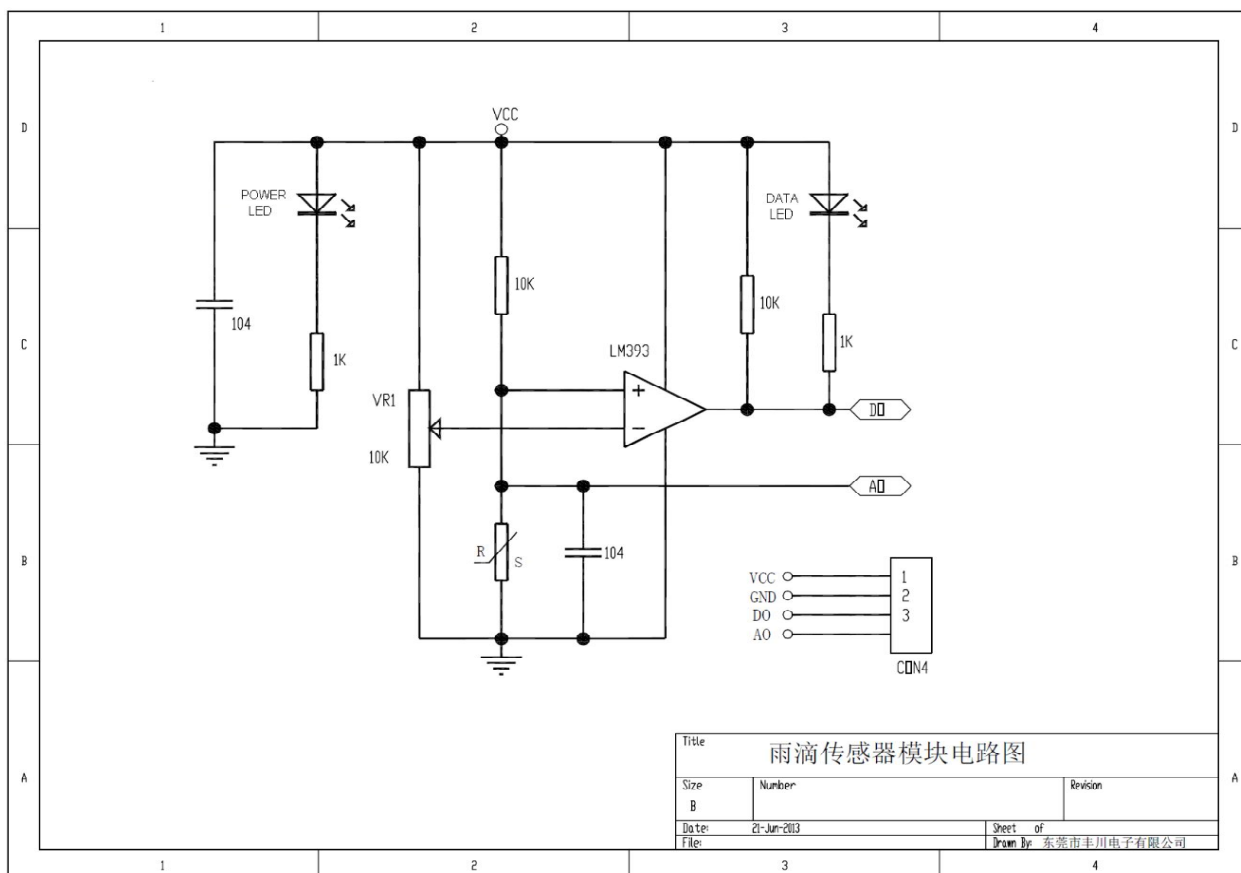 1 2 3 4
D D
VCC
POWER
LED
DATA
LED
10K
10K
104
C C
1K
LM393
1K
VR1
+
DO
−
10K
AO
B B
R
S
104
VCC 1
GND 2
DO 3
AO
CON4
Title
雨滴传感器模块电路图
A A
Size Number Revision
B
Date: 21-Jun-2013 Sheet of
File: Drawn By: 东莞市丰川电子有限公司
1 2 3 4